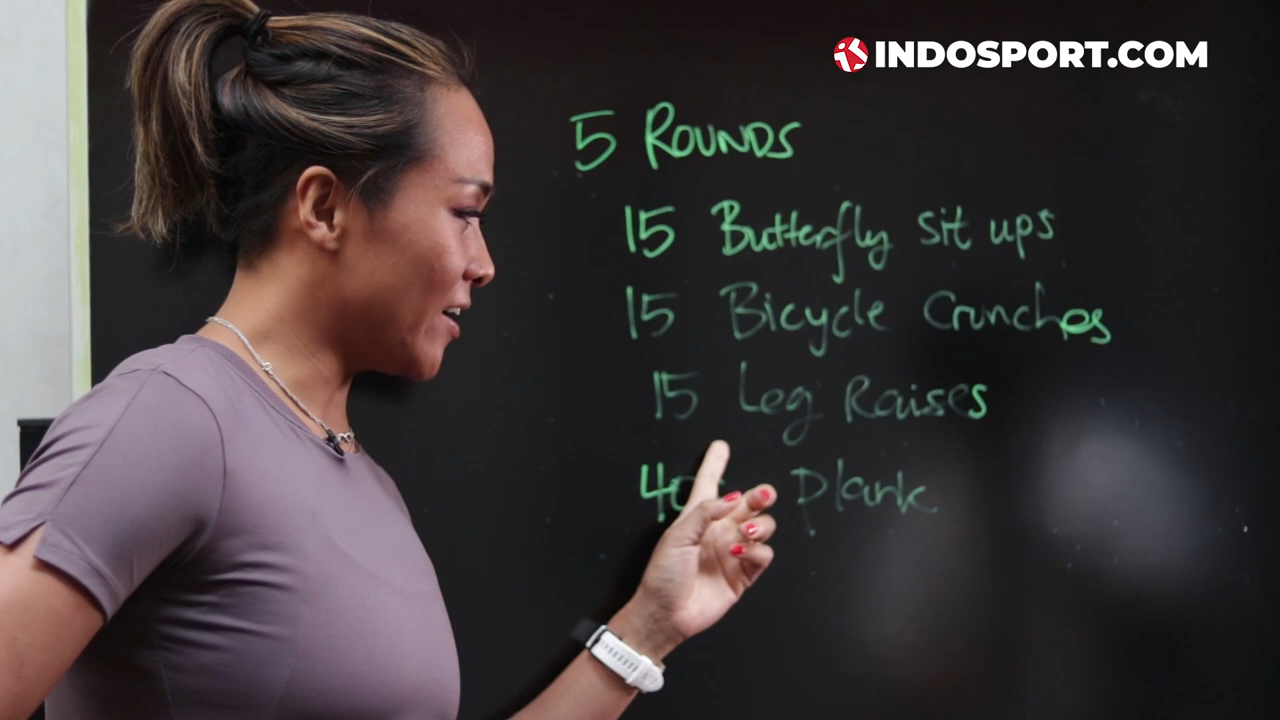 INDOSPORT.COM
5 ROUNDS
15 Butterfly sit ups
15 Bicycle Crunches
15 Leg Raises
40 Plank